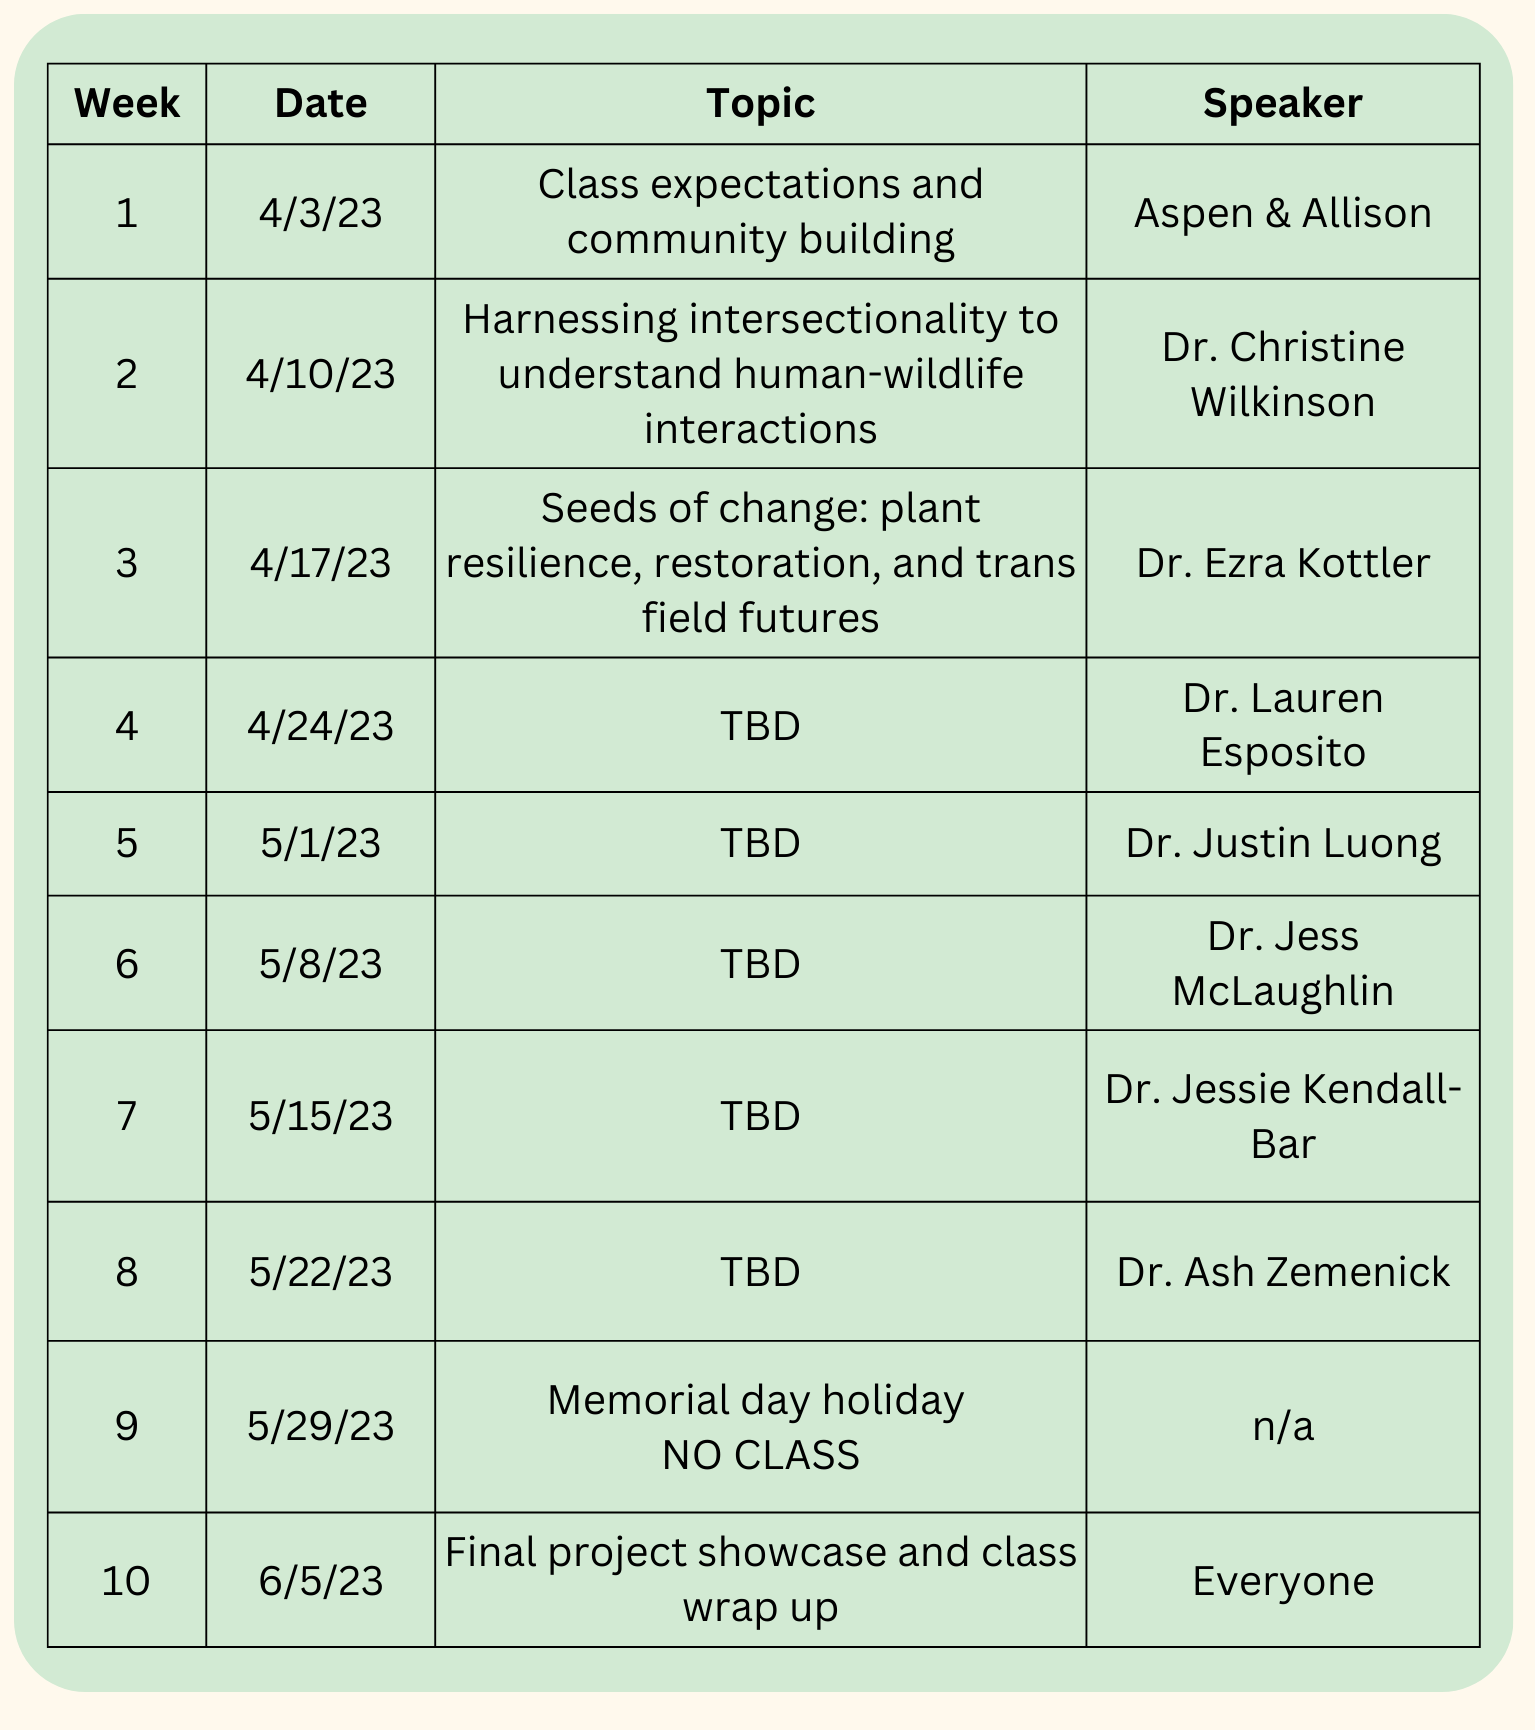 Week Date Topic Speaker
1 4/3/23 Class expectations and
community building Aspen & Allison
2 4/10/23 Harnessing intersectionality to
understand human-wildlife
interactions Dr. Christine
Wilkinson
3 4/17/23 Seeds of change: plant
resilience, restoration, and trans
field futures Dr. Ezra Kottler
4 4/24/23 TBD Dr. Lauren
Esposito
5 5/1/23 TBD Dr. Justin Luong
6 5/8/23 TBD Dr. Jess
McLaughlin
7 5/15/23 TBD Dr. Jessie Kendall-
Bar
8 5/22/23 TBD Dr. Ash Zemenick
9 5/29/23 Memorial day holiday
NO CLASS n/a
10 6/5/23 Final project showcase and class
wrap up Everyone